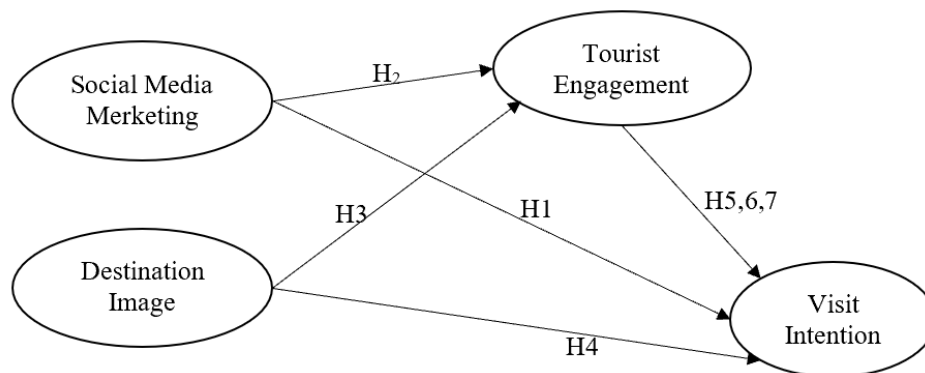 Tourist
Engagement
Social Media
Merketing
H₂
H3
H1
H5,6,7
Destination
Image
Visit
Intention
H4